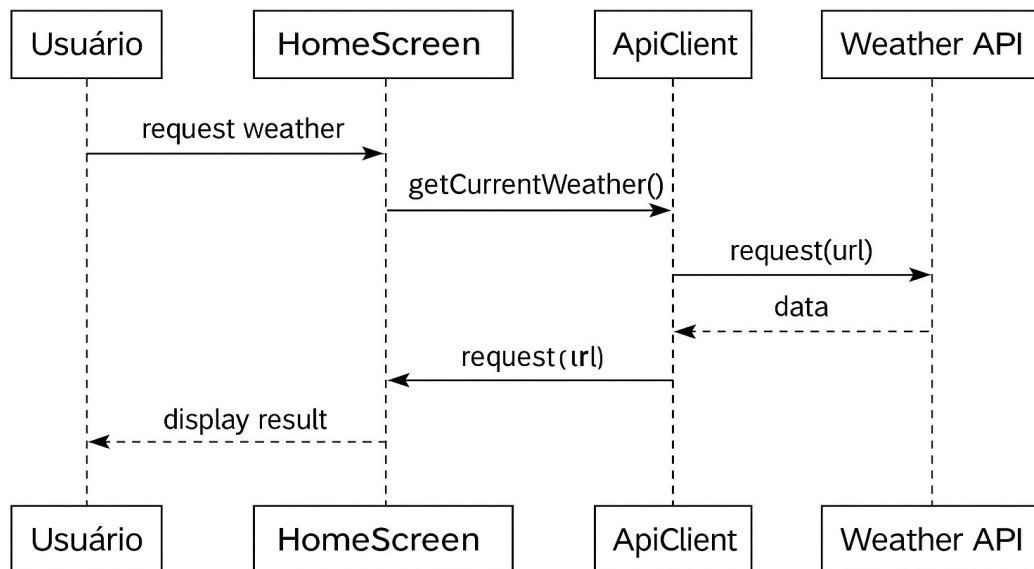 Usuário
HomeScreen
ApiClient
Weather API
request weather
getCurrentWeather()
request(url)
data
request(ırl)
display result
Usuário
HomeScreen
ApiClient
Weather API